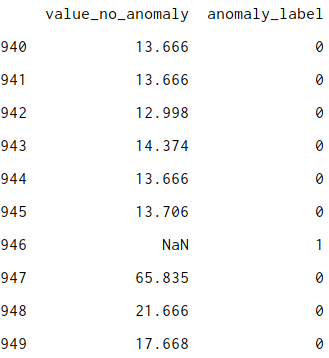 value_no_anomaly anomaly_label
940 13.666 0
941 13.666 0
942 12.998 0
943 14.374 0
944 13.666 0
945 13.706 0
946 NaN 1
947 65.835 0
948 21.666 0
949 17.668 0